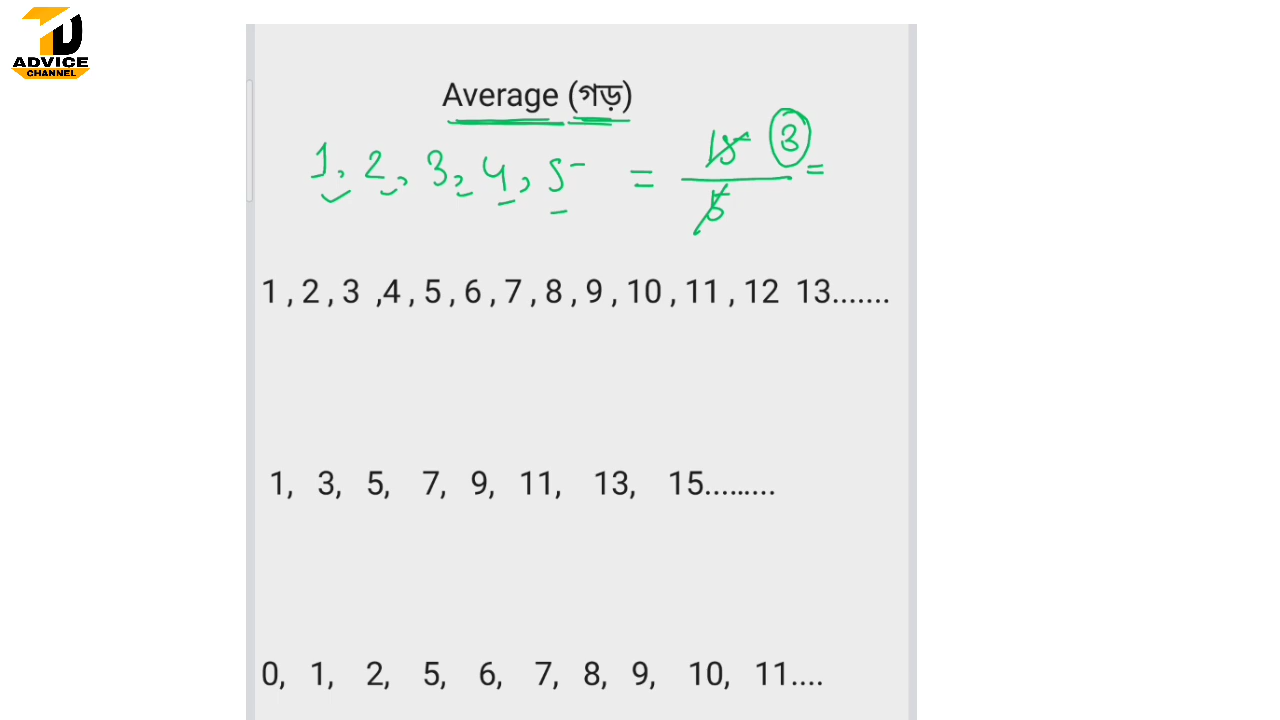 TD
ADVICE
CHANNEL
Average (গড়)
1, 2, 3, 4, 5 = 15 3 =
5
1 , 2 , 3 ,4 , 5 , 6 , 7 , 8 , 9 , 10 , 11 , 12 13.......
1, 3, 5, 7, 9, 11, 13, 15.........
0, 1, 2, 5, 6, 7, 8, 9, 10, 11....